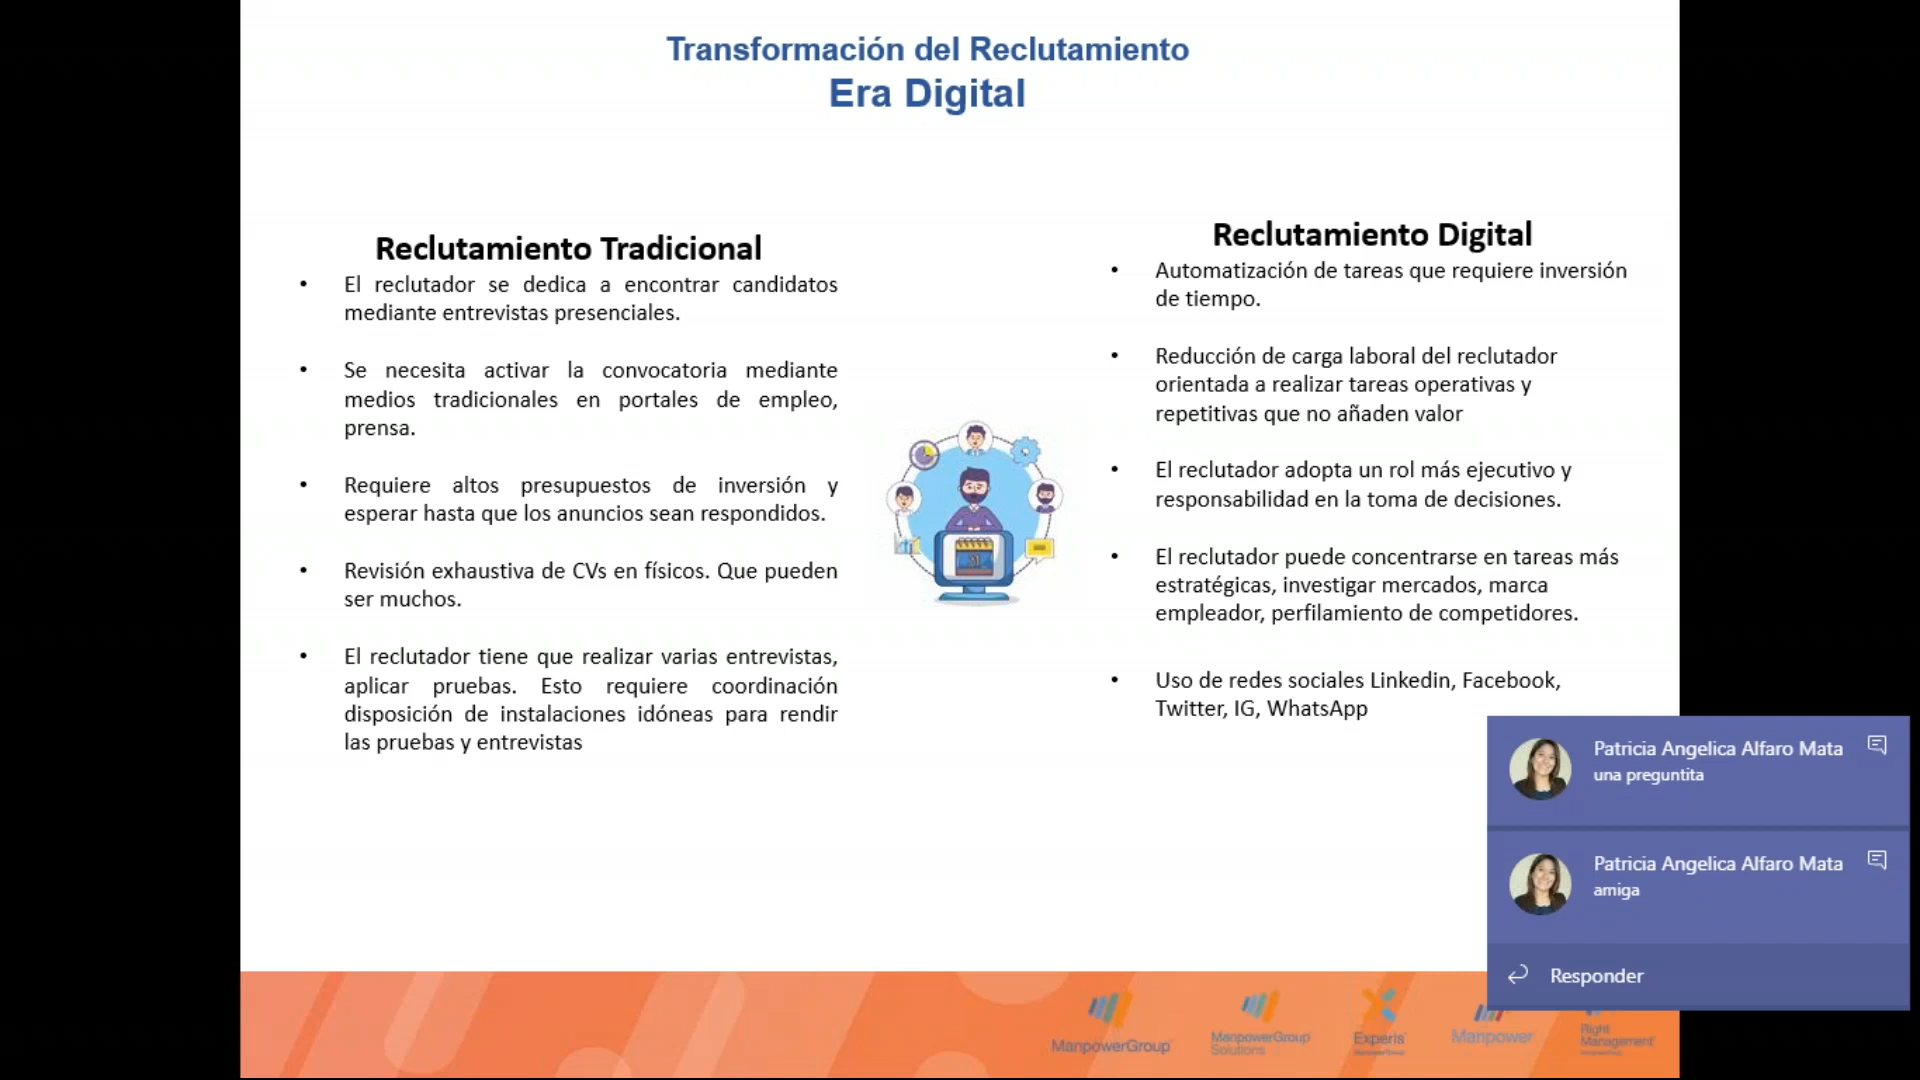 Transformación del Reclutamiento
Era Digital
Reclutamiento Tradicional
• El reclutador se dedica a encontrar candidatos
mediante entrevistas presenciales.
• Se necesita activar la convocatoria mediante
medios tradicionales en portales de empleo,
prensa.
• Requiere altos presupuestos de inversión y
esperar hasta que los anuncios sean respondidos.
• Revisión exhaustiva de CVs en físicos. Que pueden
ser muchos.
• El reclutador tiene que realizar varias entrevistas,
aplicar pruebas. Esto requiere coordinación
disposición de instalaciones idóneas para rendir
las pruebas y entrevistas
Reclutamiento Digital
• Automatización de tareas que requiere inversión
de tiempo.
• Reducción de carga laboral del reclutador
orientada a realizar tareas operativas y
repetitivas que no añaden valor
• El reclutador adopta un rol más ejecutivo y
responsabilidad en la toma de decisiones.
• El reclutador puede concentrarse en tareas más
estratégicas, investigar mercados, marca
empleador, perfilamiento de competidores.
• Uso de redes sociales Linkedin, Facebook,
Twitter, IG, WhatsApp
Patricia Angelica Alfaro Mata
una preguntita
Patricia Angelica Alfaro Mata
amiga
Responder
ManpowerGroup
ManpowerGroup
Solutions
Experis
Manpower
Right
Management